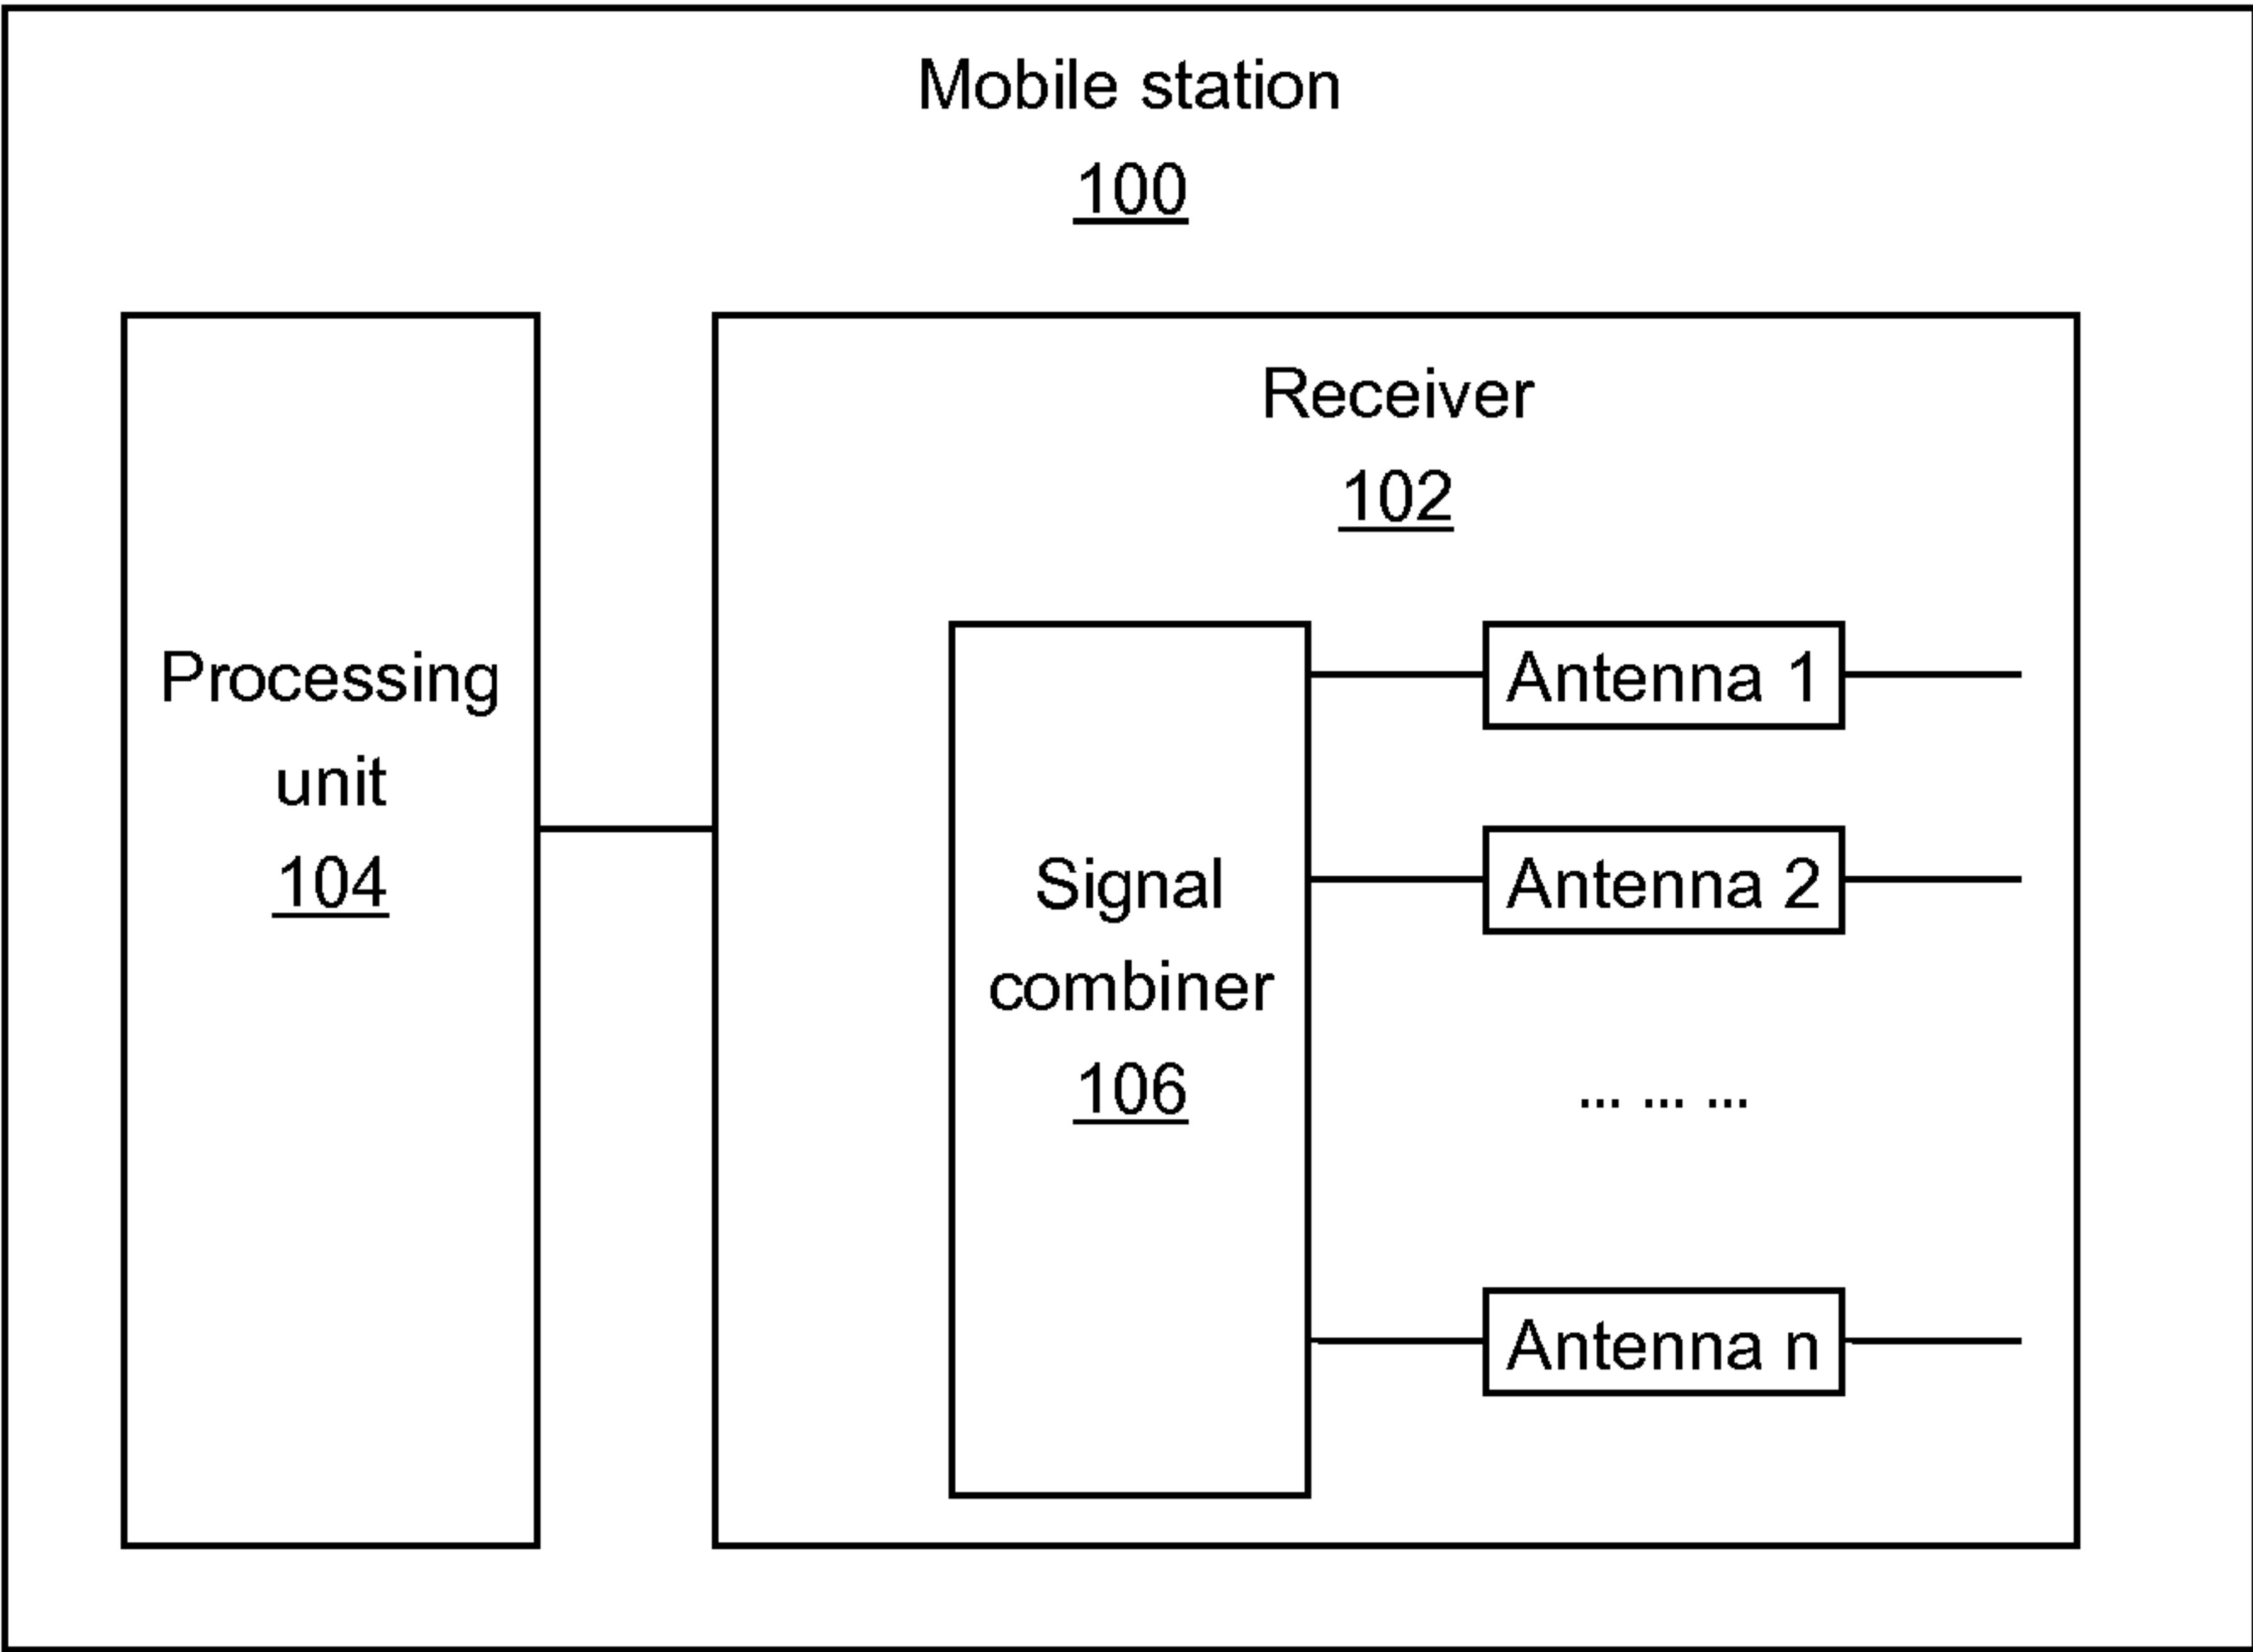 Mobile station
100
Receiver
102
Processing
unit
104
Signal
combiner
106
Antenna 1
Antenna 2
... ... ...
Antenna n